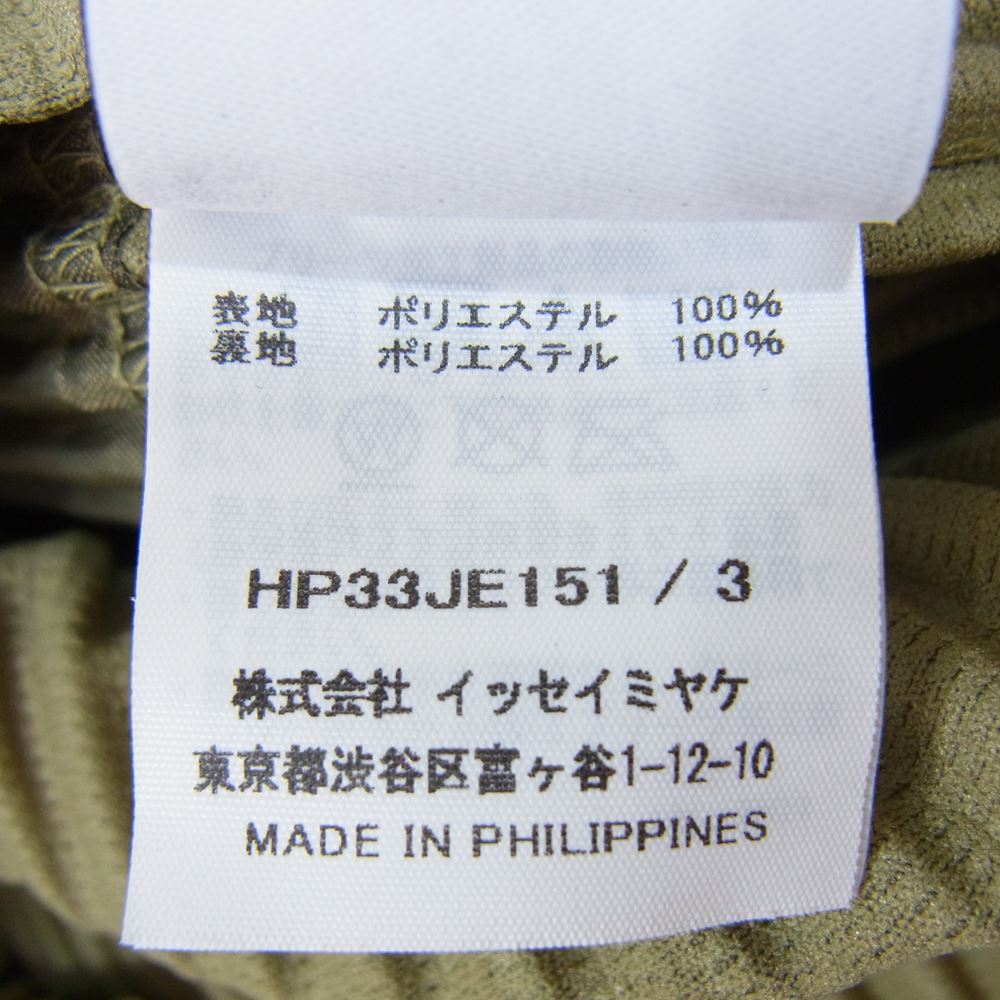 表地 ポリエステル 100%
裏地 ポリエステル 100%
HP33JE151 / 3
株式会社 イッセイミヤケ
東京都渋谷区富ヶ谷1-12-10
MADE IN PHILIPPINES